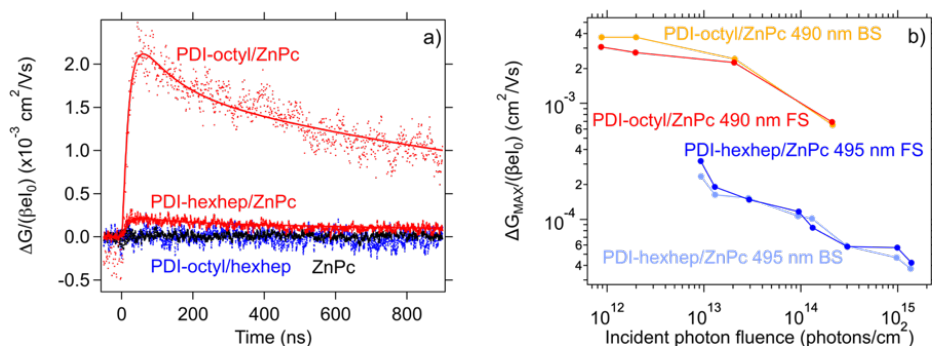 a)
PDI-octyl/ZnPc
PDI-hexhep/ZnPc
PDI-octyl/hexhep
ZnPc
2.0
1.5
1.0
0.5
0.0
-0.5
0
200
400
600
800
Time (ns)
ΔG/(βeI₀) (x10⁻³ cm²/Vs)
b)
PDI-octyl/ZnPc 490 nm BS
PDI-octyl/ZnPc 490 nm FS
PDI-hexhep/ZnPc 495 nm FS
PDI-hexhep/ZnPc 495 nm BS
4
2
10⁻³
6
4
2
10⁻⁴
6
4
10¹²
10¹³
10¹⁴
10¹⁵
Incident photon fluence (photons/cm²)
ΔG_MAX/(βeI₀) (cm²/Vs)